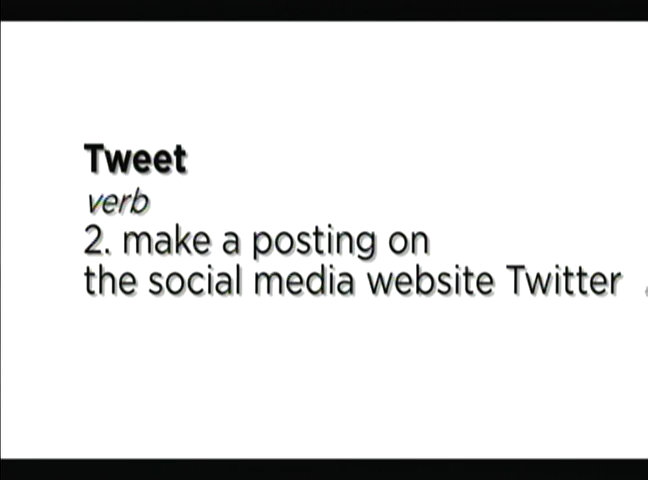 Tweet
verb
2. make a posting on
the social media website Twitter